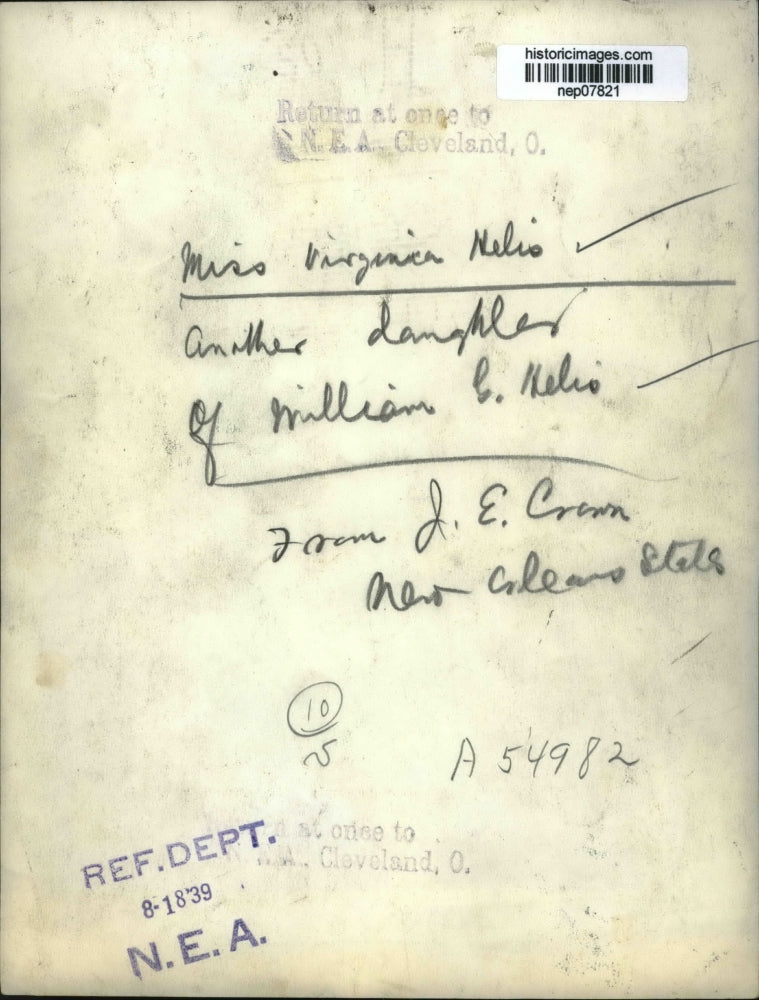 historicimages.com
nep07821
Return at once to
N. E. A., Cleveland, O.
Miss Virginia Helis
another daughter
of William G. Helis
From J. E. Crown
New Orleans States
10
A 54982
at once to
Cleveland, O.
REF. DEPT.
8-18'39
N. E. A.